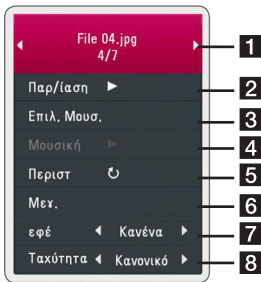 File 04.jpg
4/7
1
Παρ/ίαση ▶ 2
Επιλ. Μουσ. 3
Μουσική ▶ 4
Περιστ ↻ 5
Μεγ. 6
εφέ ◀ Κανένα ▶ 7
Ταχύτητα ◀ Κανονικό ▶ 8